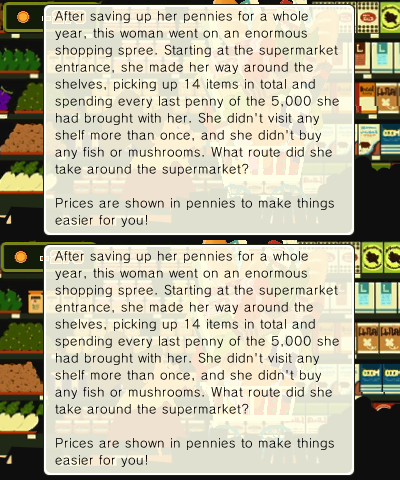 After saving up her pennies for a whole
year, this woman went on an enormous
shopping spree. Starting at the supermarket
entrance, she made her way around the
shelves, picking up 14 items in total and
spending every last penny of the 5,000 she
had brought with her. She didn't visit any
shelf more than once, and she didn't buy
any fish or mushrooms. What route did she
take around the supermarket?
Prices are shown in pennies to make things
easier for you!
After saving up her pennies for a whole
year, this woman went on an enormous
shopping spree. Starting at the supermarket
entrance, she made her way around the
shelves, picking up 14 items in total and
spending every last penny of the 5,000 she
had brought with her. She didn't visit any
shelf more than once, and she didn't buy
any fish or mushrooms. What route did she
take around the supermarket?
Prices are shown in pennies to make things
easier for you!